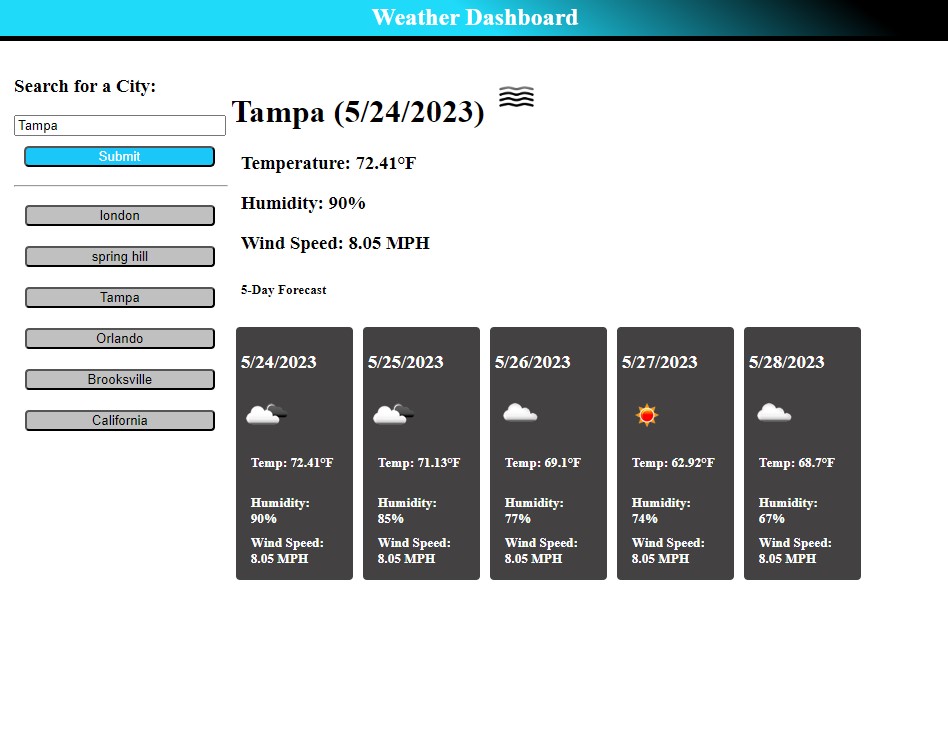 Weather Dashboard
Search for a City:
Tampa
Submit
london
spring hill
Tampa
Orlando
Brooksville
California
Tampa (5/24/2023)
Temperature: 72.41°F
Humidity: 90%
Wind Speed: 8.05 MPH
5-Day Forecast
5/24/2023
Temp: 72.41°F
Humidity:
90%
Wind Speed:
8.05 MPH
5/25/2023
Temp: 71.13°F
Humidity:
85%
Wind Speed:
8.05 MPH
5/26/2023
Temp: 69.1°F
Humidity:
77%
Wind Speed:
8.05 MPH
5/27/2023
Temp: 62.92°F
Humidity:
74%
Wind Speed:
8.05 MPH
5/28/2023
Temp: 68.7°F
Humidity:
67%
Wind Speed:
8.05 MPH